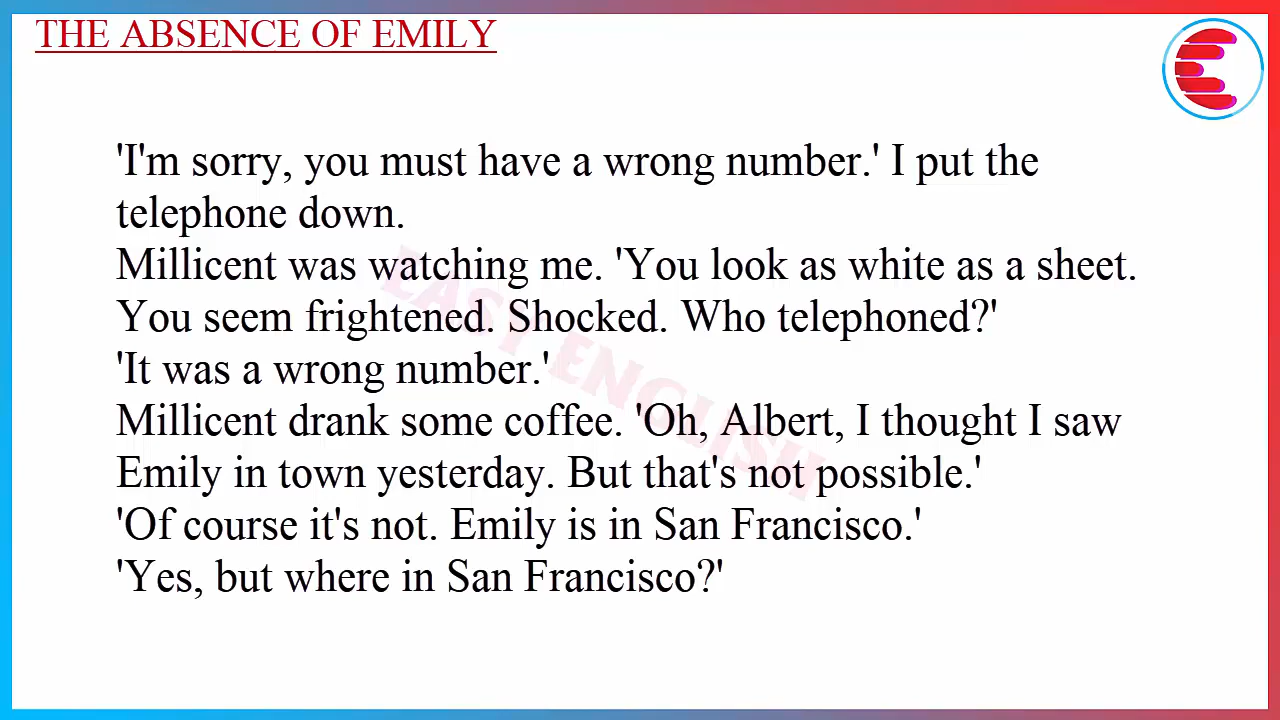 THE ABSENCE OF EMILY
'I'm sorry, you must have a wrong number.' I put the
telephone down.
Millicent was watching me. 'You look as white as a sheet.
You seem frightened. Shocked. Who telephoned?'
'It was a wrong number.'
Millicent drank some coffee. 'Oh, Albert, I thought I saw
Emily in town yesterday. But that's not possible.'
'Of course it's not. Emily is in San Francisco.'
'Yes, but where in San Francisco?'
EASY ENGLISH